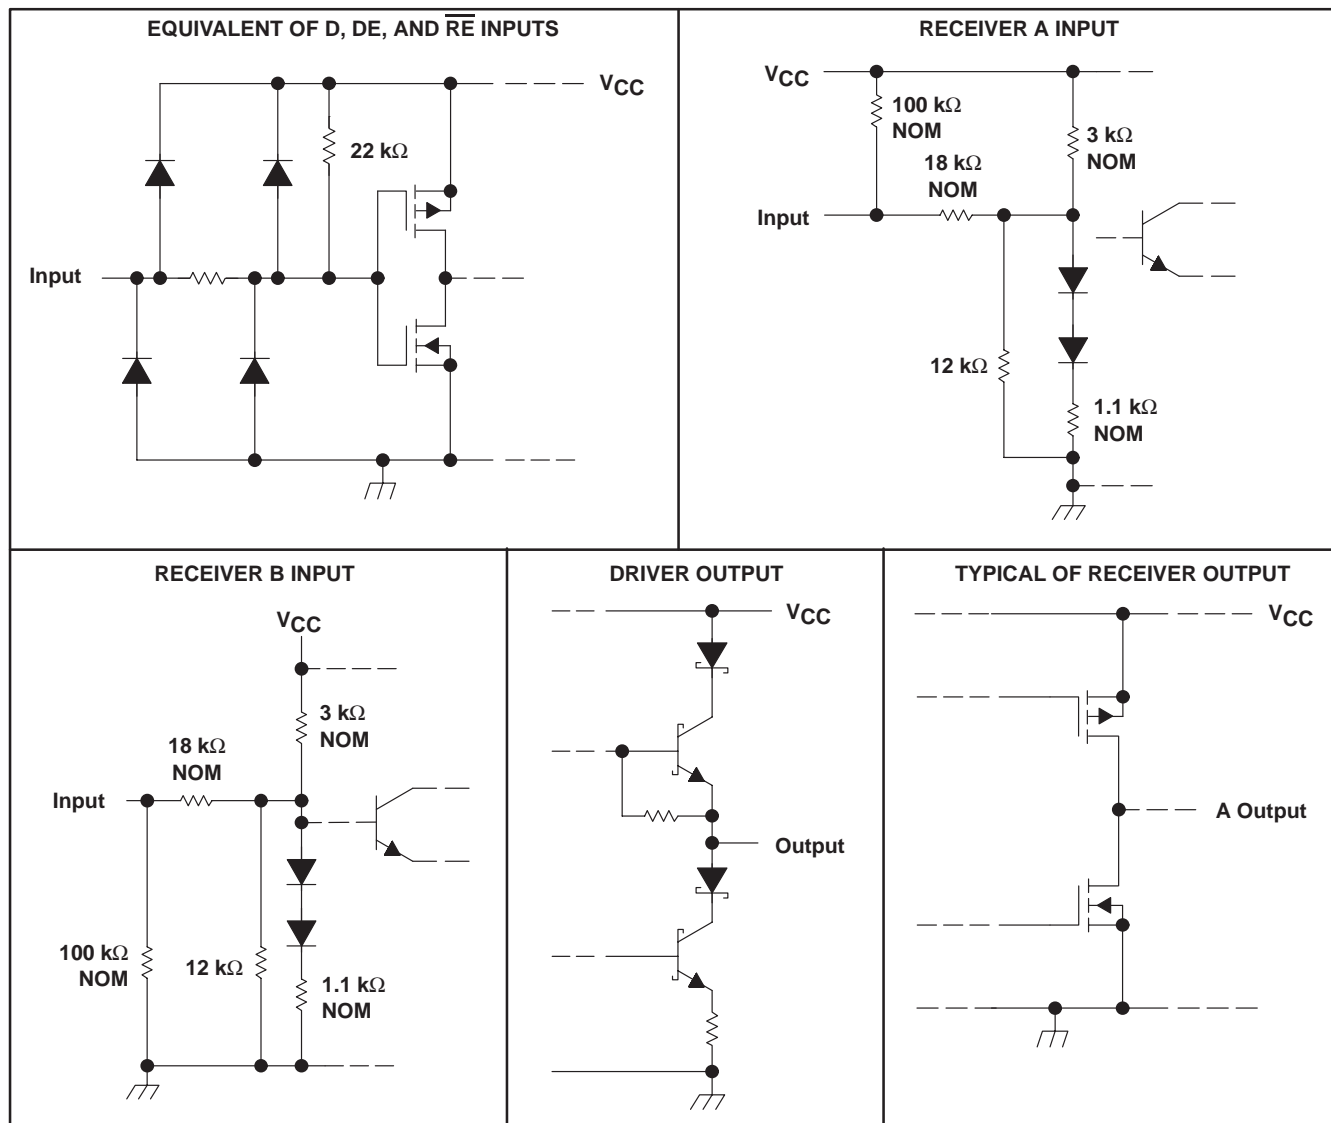 EQUIVALENT OF D, DE, AND R̅E̅ INPUTS
VCC
22 kΩ
Input
RECEIVER A INPUT
VCC
100 kΩ
NOM
3 kΩ
NOM
18 kΩ
NOM
Input
12 kΩ
1.1 kΩ
NOM
RECEIVER B INPUT
VCC
3 kΩ
NOM
18 kΩ
NOM
Input
100 kΩ
NOM
12 kΩ
1.1 kΩ
NOM
DRIVER OUTPUT
VCC
Output
TYPICAL OF RECEIVER OUTPUT
VCC
A Output